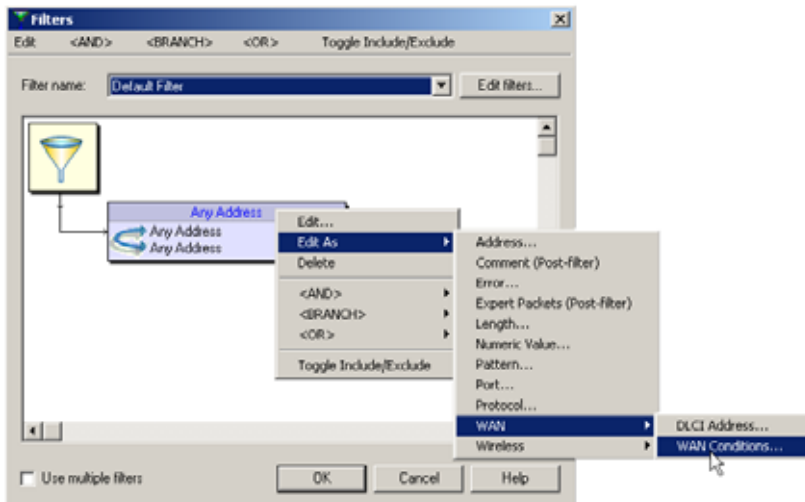 Filters
Edit <AND> <BRANCH> <OR> Toggle Include/Exclude
Filter name: Default Filter Edit filters...
Any Address
Any Address
Any Address
Edit...
Edit As
Delete
<AND>
<BRANCH>
<OR>
Toggle Include/Exclude
Address...
Comment (Post-filter)
Error...
Expert Packets (Post-filter)
Length...
Numeric Value...
Pattern...
Port...
Protocol...
WAN
Wireless
DLCI Address...
WAN Conditions...
Use multiple filters OK Cancel Help